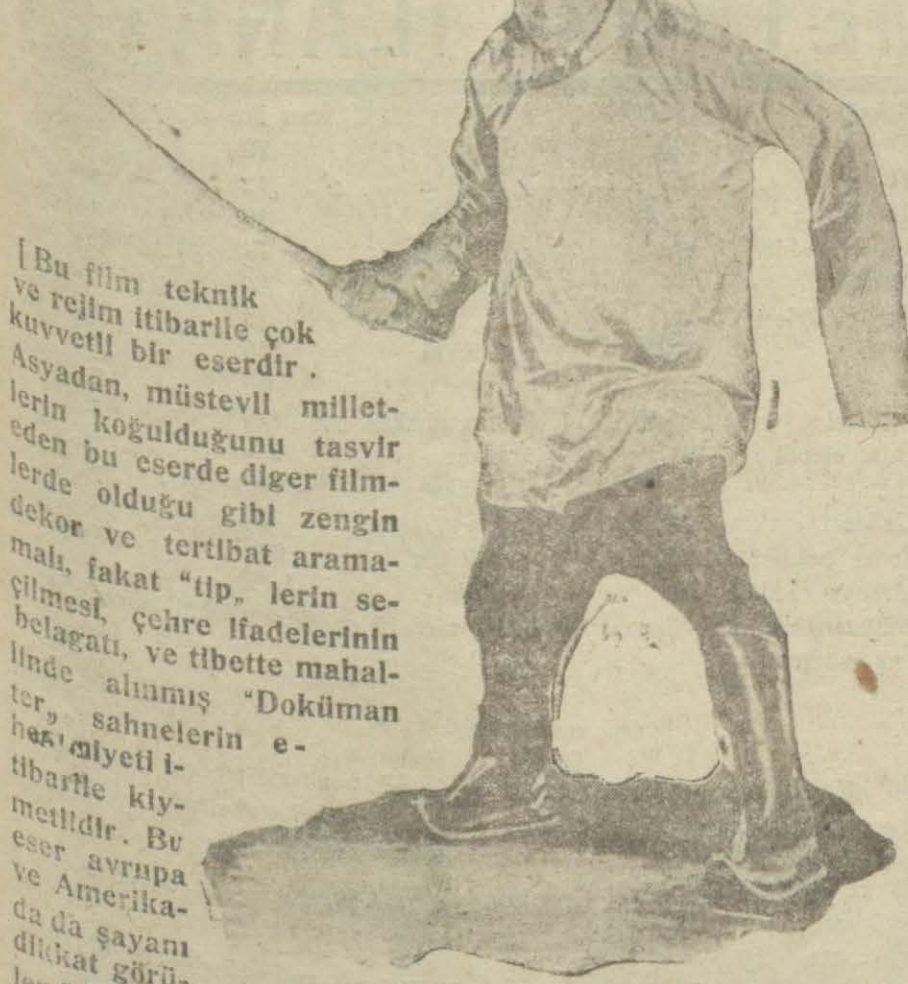 [Bu film teknik
ve rejim itibarile çok
kuvvetli bir eserdir.
Asyadan, müstevli millet-
lerin koğulduğunu tasvir
eden bu eserde diger film-
lerde olduğu gibi zengin
dekor ve tertibat arama-
malı, fakat “tip„ lerin se-
çilmesi, çehre ifadelerinin
belagatı, ve tibette mahal-
linde alınmış “Doküman
ter„ sahnelerin e-
hemmiyeti i-
tibarile kiy-
metlidir. Bu
eser avrupa
ve Amerika-
da da şayanı
dikkat görü-